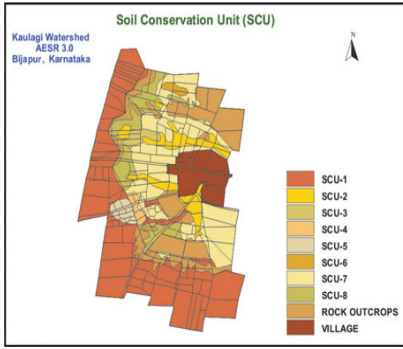 Soil Conservation Unit (SCU)
Kaulagi Watershed
AESR 3.0
Bijapur, Karnataka
N
SCU-1
SCU-2
SCU-3
SCU-4
SCU-5
SCU-6
SCU-7
SCU-8
ROCK OUTCROPS
VILLAGE